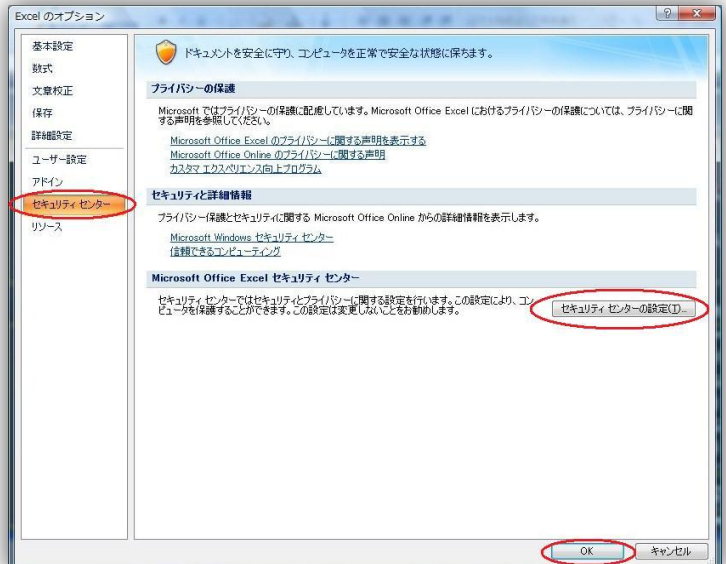 Excel のオプション
基本設定
数式
文章校正
保存
詳細設定
ユーザー設定
アドイン
セキュリティ センター
リソース
ドキュメントを安全に守り、コンピュータを正常で安全な状態に保ちます。
プライバシーの保護
Microsoft ではプライバシーの保護に配慮しています。Microsoft Office Excel におけるプライバシーの保護については、プライバシーに関
する声明を参照してください。
Microsoft Office Excel のプライバシーに関する声明を表示する
Microsoft Office Online のプライバシーに関する声明
カスタマ エクスペリエンス向上プログラム
セキュリティと詳細情報
プライバシー保護とセキュリティに関する Microsoft Office Online からの詳細情報を表示します。
Microsoft Windows セキュリティ センター
信頼できるコンピューティング
Microsoft Office Excel セキュリティ センター
セキュリティ センターではセキュリティとプライバシーに関する設定を行います。この設定により、コン
ピュータを保護することができます。この設定は変更しないことをお勧めします。
セキュリティ センターの設定(T)...
OK
キャンセル